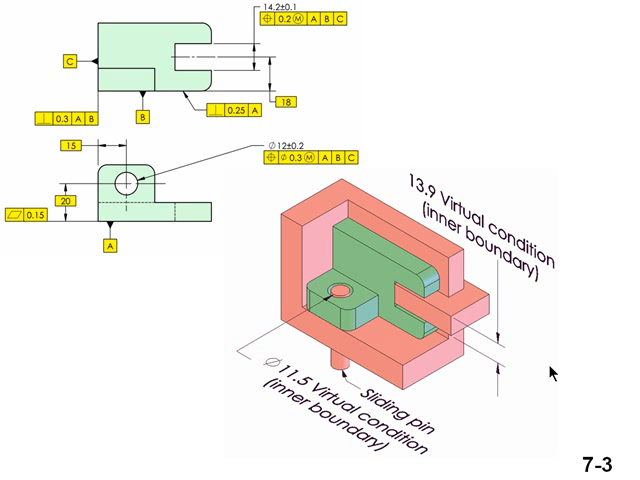 14.2±0.1
⌖ 0.2 Ⓜ A B C
C
⊥ 0.3 A B
B
⊥ 0.25 A
18
15
⌀12±0.2
⌖ ⌀ 0.3 Ⓜ A B C
20
⏥ 0.15
A
13.9 Virtual condition
(inner boundary)
⌀ 11.5 Virtual condition
(inner boundary)
Sliding pin
7-3